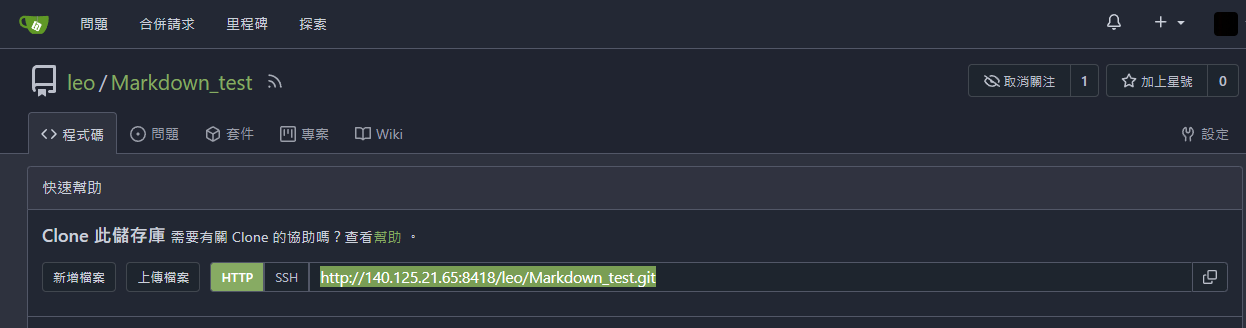 問題 合併請求 里程碑 探索
leo / Markdown_test 取消關注 1 加上星號 0
程式碼 問題 套件 專案 Wiki 設定
快速幫助
Clone 此儲存庫 需要有關 Clone 的協助嗎？查看幫助 。
新增檔案 上傳檔案 HTTP SSH http://140.125.21.65:8418/leo/Markdown_test.git